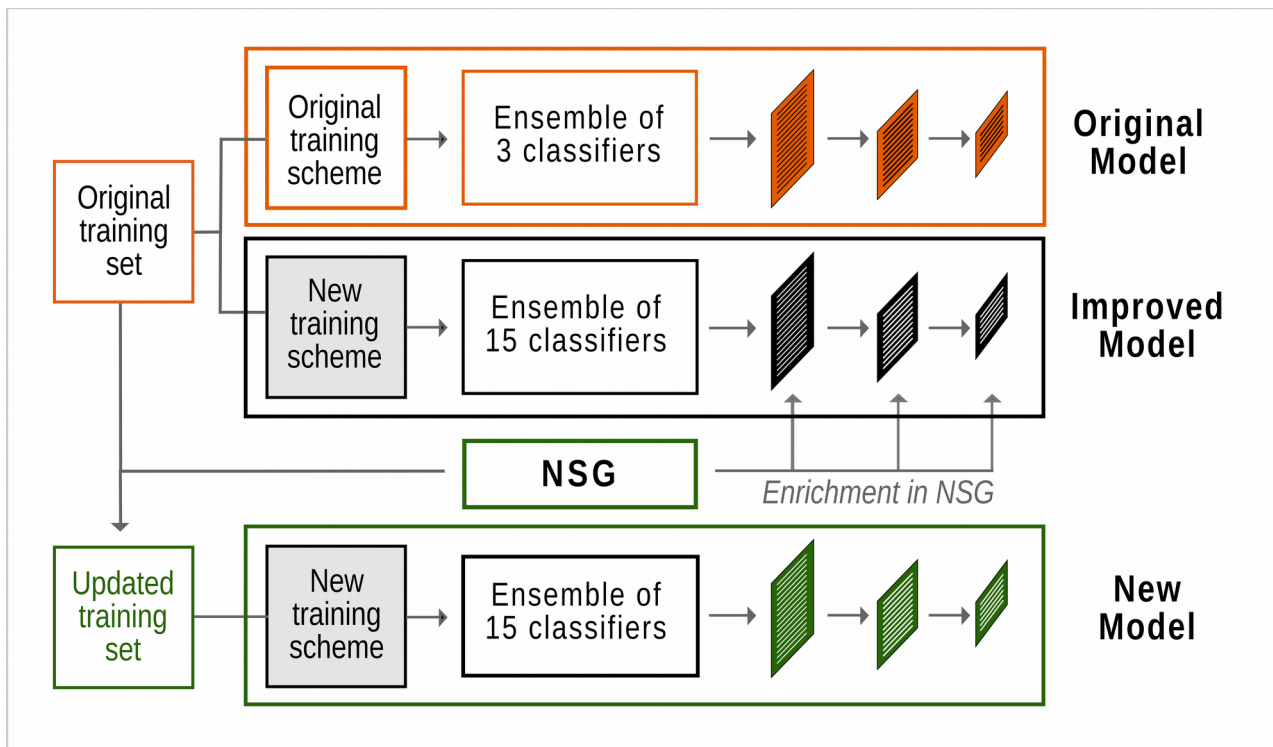 Original
training
set
Original
training
scheme
Ensemble of
3 classifiers
Original
Model
New
training
scheme
Ensemble of
15 classifiers
Improved
Model
NSG
Enrichment in NSG
Updated
training
set
New
training
scheme
Ensemble of
15 classifiers
New
Model